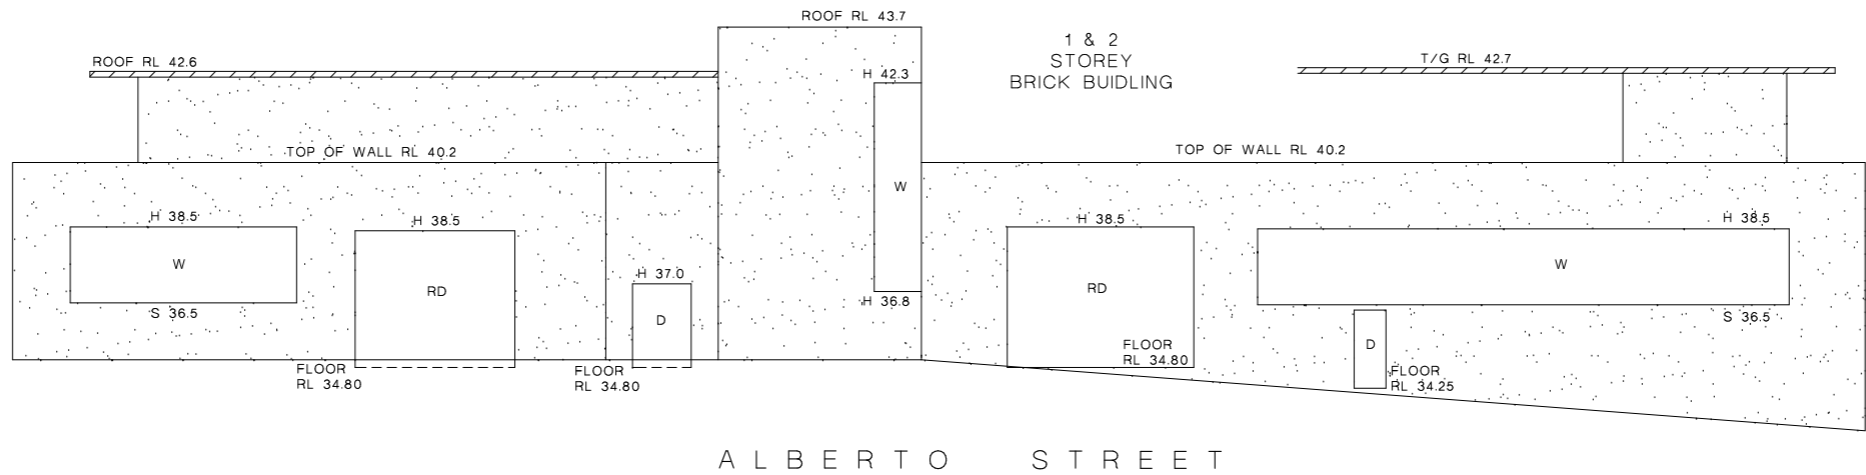 ROOF RL 43.7
1 & 2
STOREY
BRICK BUIDLING
ROOF RL 42.6
T/G RL 42.7
H 42.3
TOP OF WALL RL 40.2
TOP OF WALL RL 40.2
W
H 38.5
H 38.5
H 38.5
H 38.5
W
RD
H 37.0
D
H 36.8
RD
W
S 36.5
S 36.5
D
FLOOR
RL 34.80
FLOOR
RL 34.80
FLOOR
RL 34.80
FLOOR
RL 34.25
ALBERTO STREET